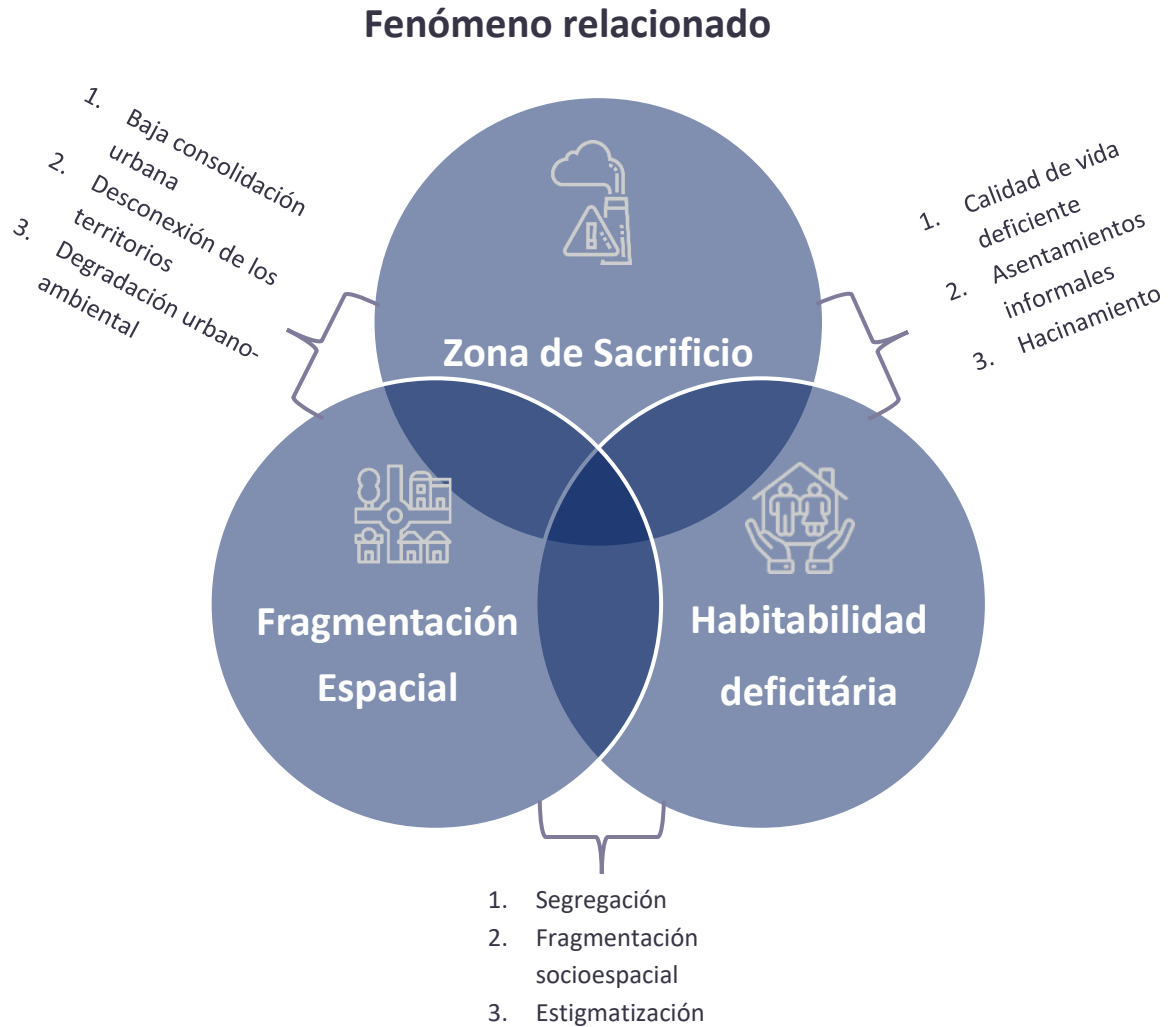 Fenómeno relacionado
1. Baja consolidación
urbana
2. Desconexión de los
territorios
3. Degradación urbano-
ambiental
1. Calidad de vida
deficiente
2. Asentamientos
informales
3. Hacinamiento
Zona de Sacrificio
Fragmentación
Espacial
Habitabilidad
deficitária
1. Segregación
2. Fragmentación
socioespacial
3. Estigmatización